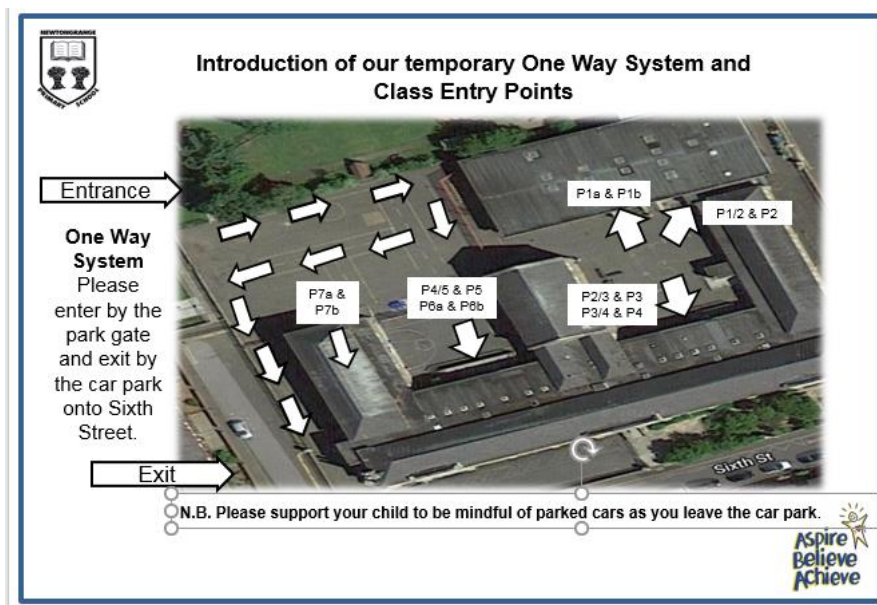 NEWTONGRANGE
PRIMARY SCHOOL
Introduction of our temporary One Way System and
Class Entry Points
Entrance
One Way
System
Please
enter by the
park gate
and exit by
the car park
onto Sixth
Street.
Exit
P1a & P1b
P1/2 & P2
P7a &
P7b
P4/5 & P5
P6a & P6b
P2/3 & P3
P3/4 & P4
Sixth St
N.B. Please support your child to be mindful of parked cars as you leave the car park.
Aspire
Believe
Achieve